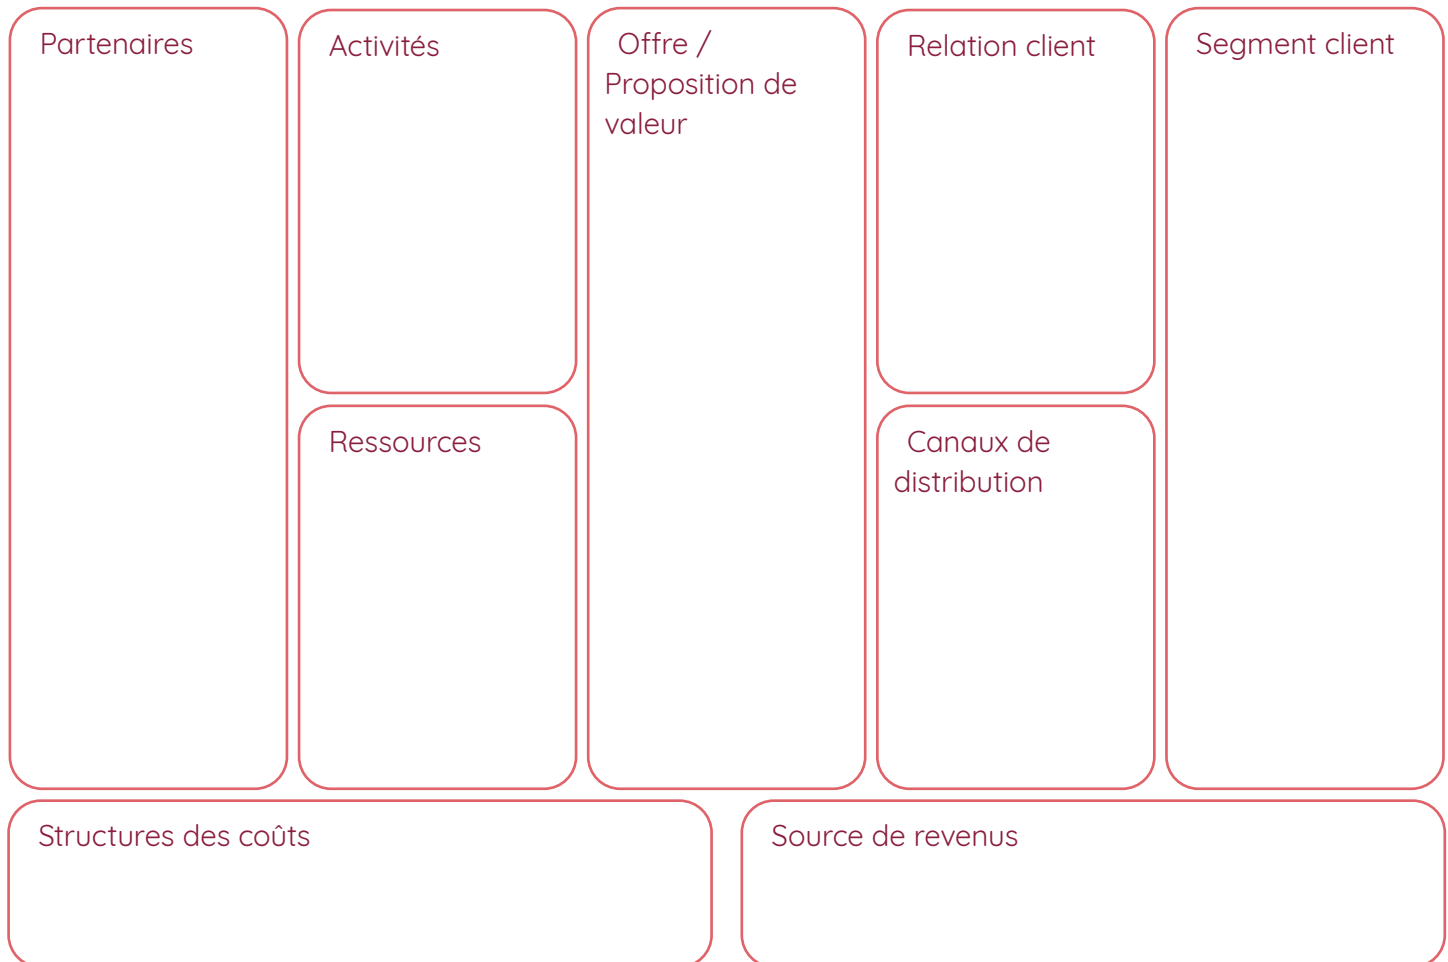 Partenaires
Activités
Offre /
Proposition de
valeur
Relation client
Segment client
Ressources
Canaux de
distribution
Structures des coûts
Source de revenus